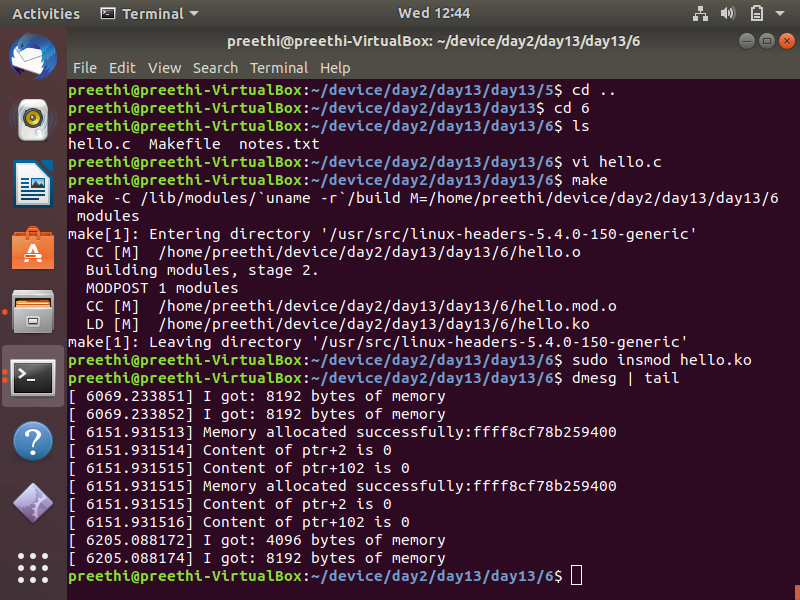 Activities Terminal Wed 12:44
preethi@preethi-VirtualBox: ~/device/day2/day13/day13/6
File Edit View Search Terminal Help
preethi@preethi-VirtualBox:~/device/day2/day13/day13/5$ cd ..
preethi@preethi-VirtualBox:~/device/day2/day13/day13$ cd 6
preethi@preethi-VirtualBox:~/device/day2/day13/day13/6$ ls
hello.c  Makefile  notes.txt
preethi@preethi-VirtualBox:~/device/day2/day13/day13/6$ vi hello.c
preethi@preethi-VirtualBox:~/device/day2/day13/day13/6$ make
make -C /lib/modules/`uname -r`/build M=/home/preethi/device/day2/day13/day13/6
 modules
make[1]: Entering directory '/usr/src/linux-headers-5.4.0-150-generic'
  CC [M]  /home/preethi/device/day2/day13/day13/6/hello.o
  Building modules, stage 2.
  MODPOST 1 modules
  CC [M]  /home/preethi/device/day2/day13/day13/6/hello.mod.o
  LD [M]  /home/preethi/device/day2/day13/day13/6/hello.ko
make[1]: Leaving directory '/usr/src/linux-headers-5.4.0-150-generic'
preethi@preethi-VirtualBox:~/device/day2/day13/day13/6$ sudo insmod hello.ko
preethi@preethi-VirtualBox:~/device/day2/day13/day13/6$ dmesg | tail
[ 6069.233851] I got: 8192 bytes of memory
[ 6069.233852] I got: 8192 bytes of memory
[ 6151.931513] Memory allocated successfully:ffff8cf78b259400
[ 6151.931514] Content of ptr+2 is 0
[ 6151.931515] Content of ptr+102 is 0
[ 6151.931515] Memory allocated successfully:ffff8cf78b259400
[ 6151.931515] Content of ptr+2 is 0
[ 6151.931516] Content of ptr+102 is 0
[ 6205.088172] I got: 4096 bytes of memory
[ 6205.088174] I got: 8192 bytes of memory
preethi@preethi-VirtualBox:~/device/day2/day13/day13/6$